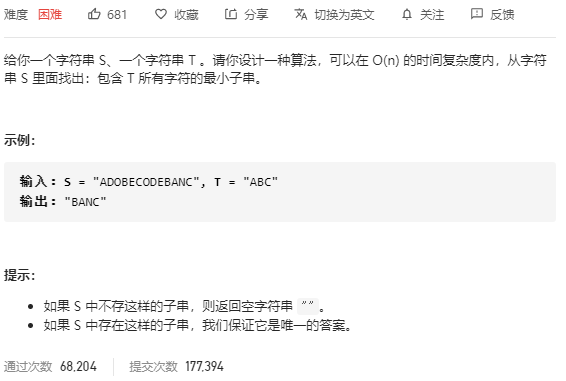 难度 困难 681 收藏 分享 切换为英文 关注 反馈
给你一个字符串 S、一个字符串 T 。请你设计一种算法，可以在 O(n) 的时间复杂度内，从字符
串 S 里面找出：包含 T 所有字符的最小子串。
示例：
输入: S = "ADOBECODEBANC", T = "ABC"
输出: "BANC"
提示：
• 如果 S 中不存这样的子串，则返回空字符串 ""。
• 如果 S 中存在这样的子串，我们保证它是唯一的答案。
通过次数 68,204 提交次数 177,394